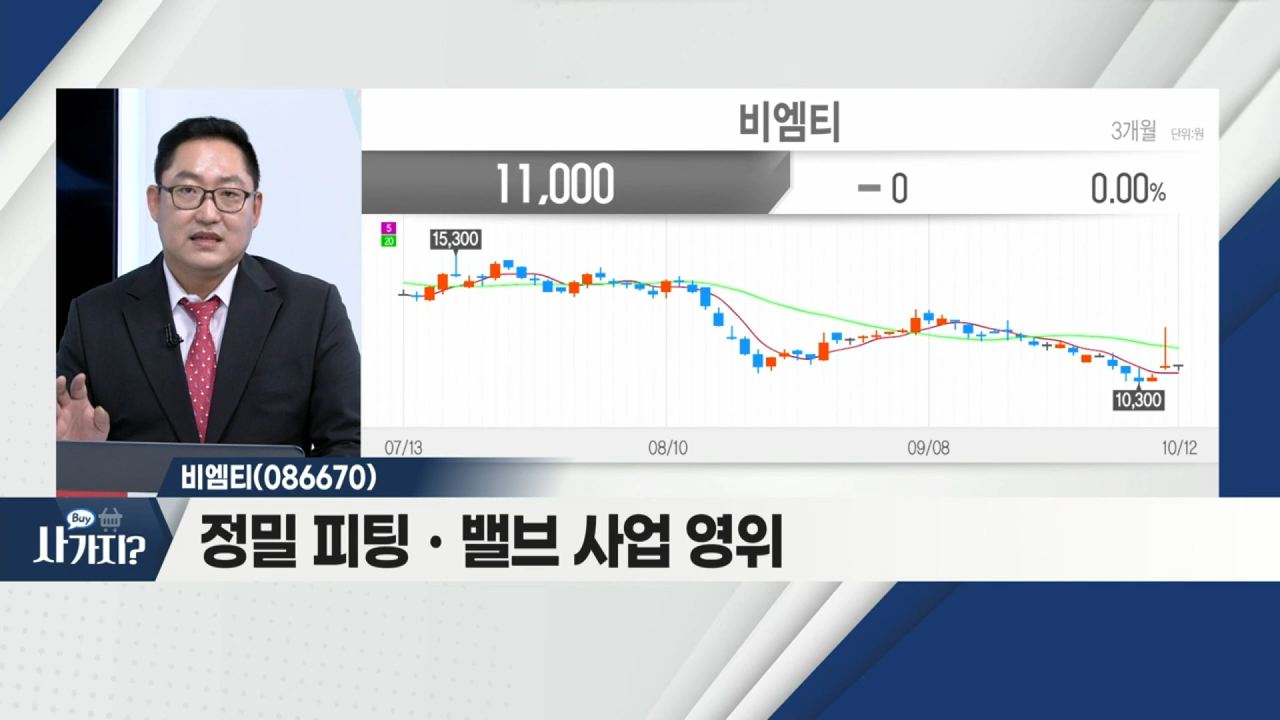 비엠티
3개월 단위:원
11,000 0 0.00%
5
20
15,300
10,300
07/13 08/10 09/08 10/12
비엠티(086670)
Buy
사가지?
정밀 피팅·밸브 사업 영위